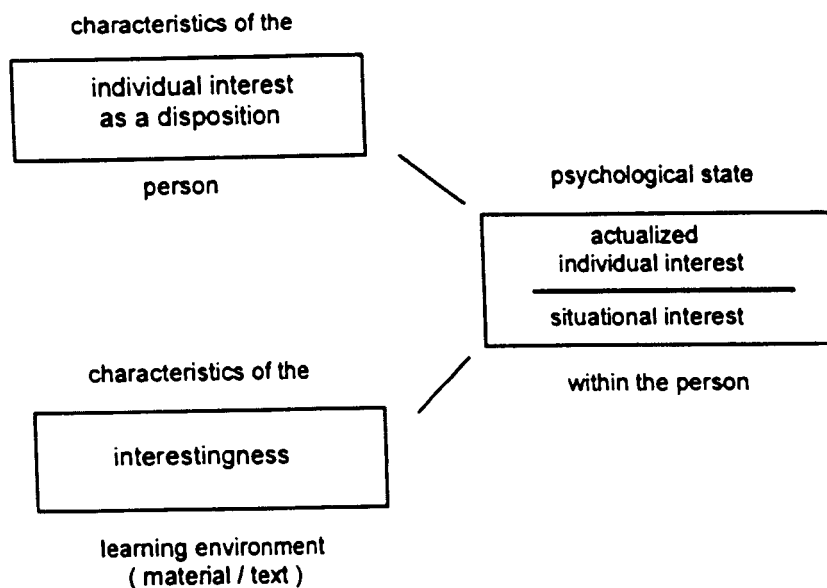 characteristics of the
individual interest
as a disposition
person
psychological state
actualized
individual interest
situational interest
within the person
characteristics of the
interestingness
learning environment
( material / text )